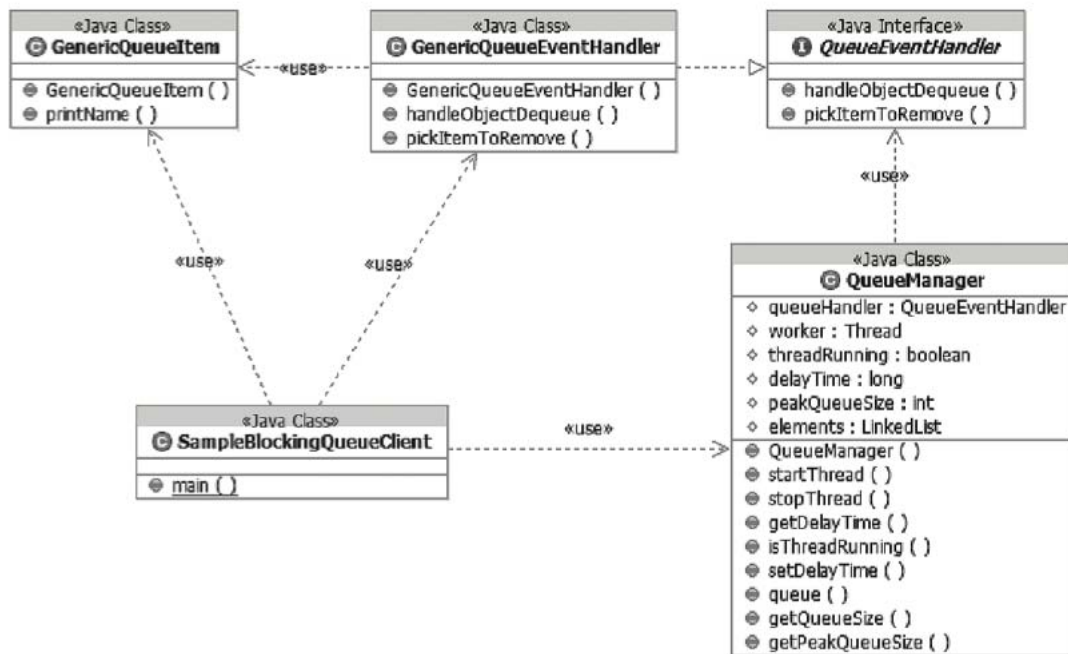 «Java Class»
GenericQueueItem
GenericQueueItem ( )
printName ( )
«use»
«Java Class»
GenericQueueEventHandler
GenericQueueEventHandler ( )
handleObjectDequeue ( )
pickItemToRemove ( )
«Java Interface»
QueueEventHandler
handleObjectDequeue ( )
pickItemToRemove ( )
«use»
«use»
«use»
«Java Class»
SampleBlockingQueueClient
main ( )
«use»
«Java Class»
QueueManager
queueHandler : QueueEventHandler
worker : Thread
threadRunning : boolean
delayTime : long
peakQueueSize : int
elements : LinkedList
QueueManager ( )
startThread ( )
stopThread ( )
getDelayTime ( )
isThreadRunning ( )
setDelayTime ( )
queue ( )
getQueueSize ( )
getPeakQueueSize ( )